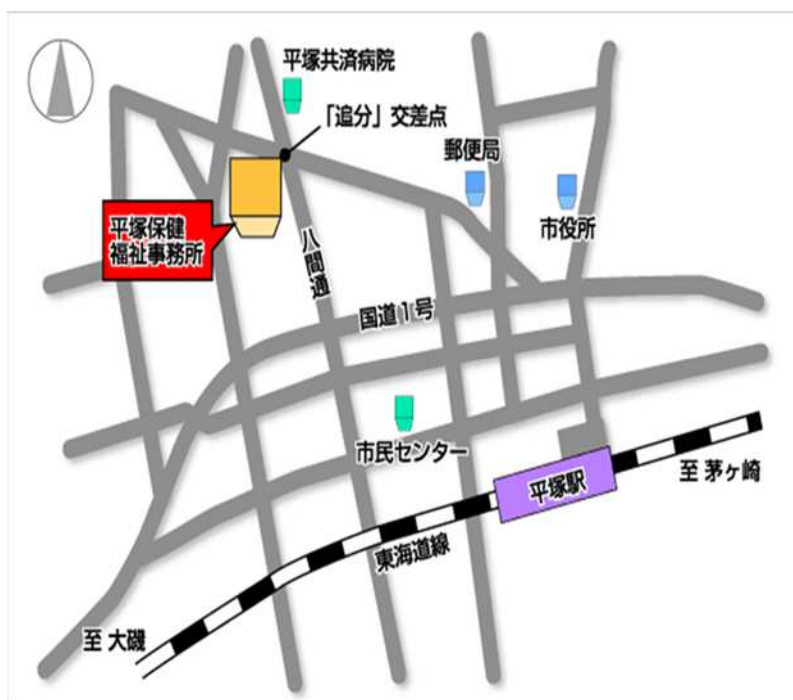 平塚共済病院
「追分」交差点
郵便局
市役所
平塚保健
福祉事務所
八間通
国道1号
市民センター
平塚駅
至 茅ヶ崎
東海道線
至 大磯